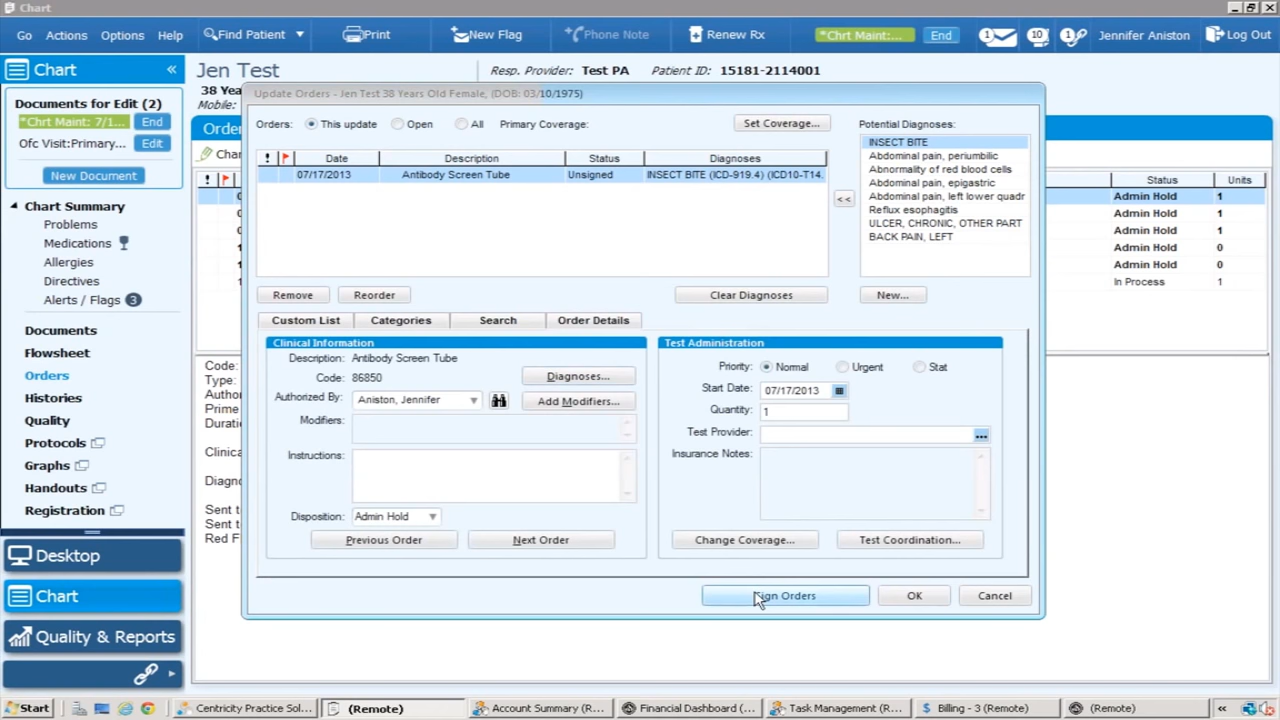 Chart
Go Actions Options Help Find Patient Print New Flag Phone Note Renew Rx *Chrt Maint:... End 1 10 1 Jennifer Aniston Log Out
Chart «
Documents for Edit (2)
*Chrt Maint: 7/1... End
Ofc Visit:Primary... Edit
New Document
Chart Summary
Problems
Medications
Allergies
Directives
Alerts / Flags 3
Documents
Flowsheet
Orders
Histories
Quality
Protocols
Graphs
Handouts
Registration
Desktop
Chart
Quality & Reports
Jen Test Resp. Provider: Test PA Patient ID: 15181-2114001
38 Yea
Mobile:
Orde
Char
! Status Units
Admin Hold 1
Admin Hold 1
Admin Hold 1
Admin Hold 0
Admin Hold 0
In Process 1
Code:
Type:
Autho
Prime
Durati
Clinica
Diagn
Sent t
Sent t
Red F
Update Orders - Jen Test 38 Years Old Female, (DOB: 03/10/1975)
Orders: This update Open All Primary Coverage: Set Coverage...
! Date Description Status Diagnoses
07/17/2013 Antibody Screen Tube Unsigned INSECT BITE (ICD-919.4) (ICD10-T14.
<<
Potential Diagnoses:
INSECT BITE
Abdominal pain, periumbilic
Abnormality of red blood cells
Abdominal pain, epigastric
Abdominal pain, left lower quadr
Reflux esophagitis
ULCER, CHRONIC, OTHER PART
BACK PAIN, LEFT
Remove Reorder Clear Diagnoses New...
Custom List Categories Search Order Details
Clinical Information
Description: Antibody Screen Tube
Code: 86850 Diagnoses...
Authorized By: Aniston, Jennifer Add Modifiers...
Modifiers:
Instructions:
Disposition: Admin Hold
Previous Order Next Order
Test Administration
Priority: Normal Urgent Stat
Start Date: 07/17/2013
Quantity: 1
Test Provider: ...
Insurance Notes:
Change Coverage... Test Coordination...
Sign Orders OK Cancel
Start Centricity Practice Sol... (Remote) Account Summary (R... Financial Dashboard (... Task Management (R... Billing - 3 (Remote) (Remote) «